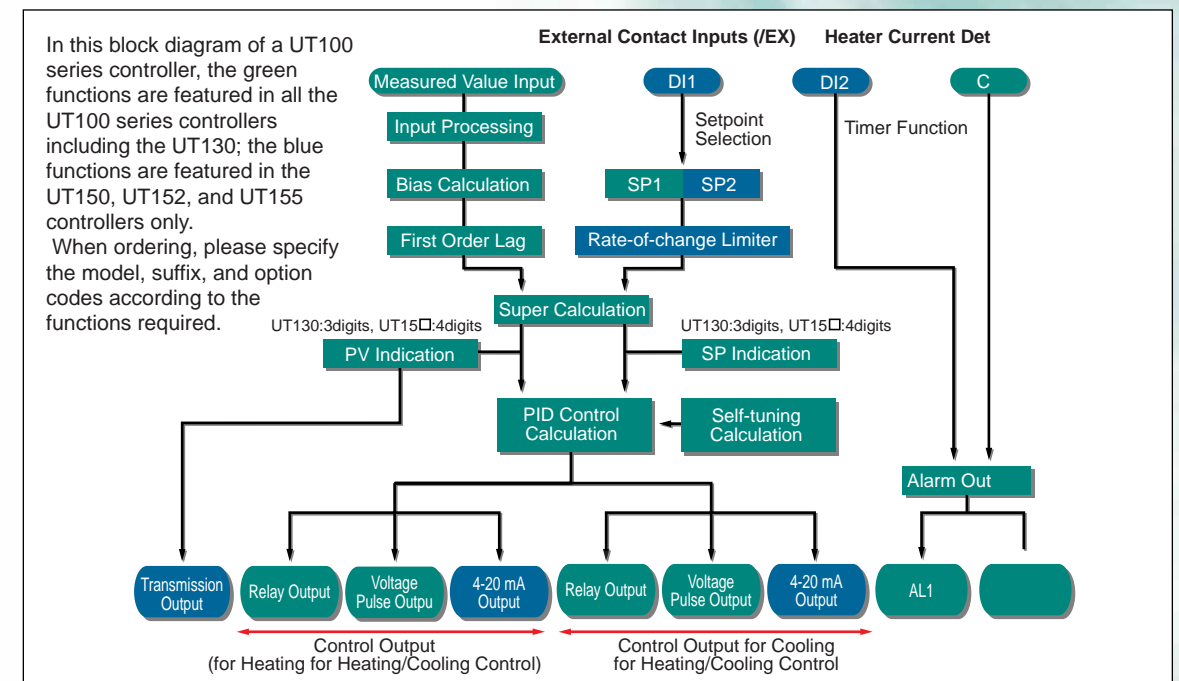 In this block diagram of a UT100
series controller, the green
functions are featured in all the
UT100 series controllers
including the UT130; the blue
functions are featured in the
UT150, UT152, and UT155
controllers only.
When ordering, please specify
the model, suffix, and option
codes according to the
functions required.
External Contact Inputs (/EX)
Heater Current Det
Measured Value Input
DI1
DI2
C
Input Processing
Setpoint
Selection
Timer Function
Bias Calculation
SP1
SP2
First Order Lag
Rate-of-change Limiter
Super Calculation
UT130:3digits, UT15□:4digits
UT130:3digits, UT15□:4digits
PV Indication
SP Indication
PID Control
Calculation
Self-tuning
Calculation
Alarm Out
Transmission
Output
Relay Output
Voltage
Pulse Outpu
4-20 mA
Output
Relay Output
Voltage
Pulse Output
4-20 mA
Output
AL1
Control Output
(for Heating for Heating/Cooling Control)
Control Output for Cooling
for Heating/Cooling Control